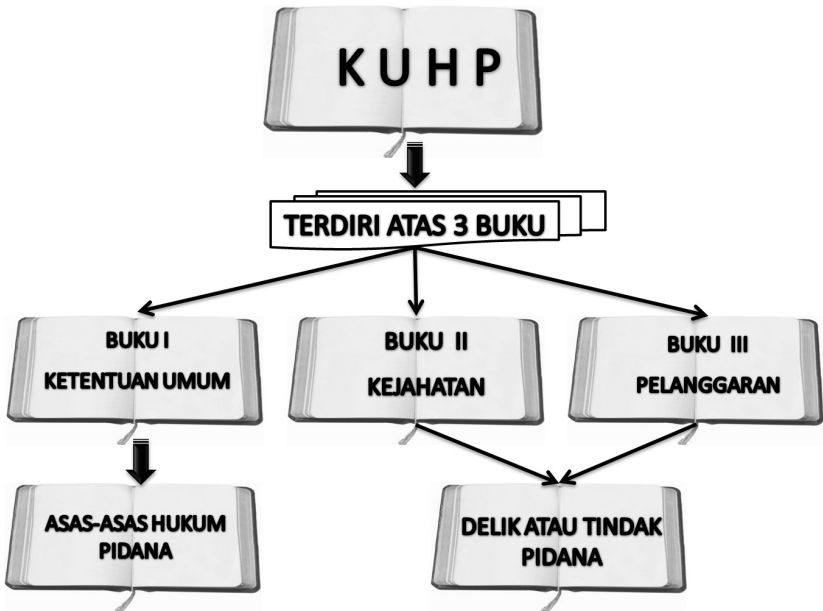 K U H P
TERDIRI ATAS 3 BUKU
BUKU I
KETENTUAN UMUM
BUKU II
KEJAHATAN
BUKU III
PELANGGARAN
ASAS-ASAS HUKUM
PIDANA
DELIK ATAU TINDAK
PIDANA